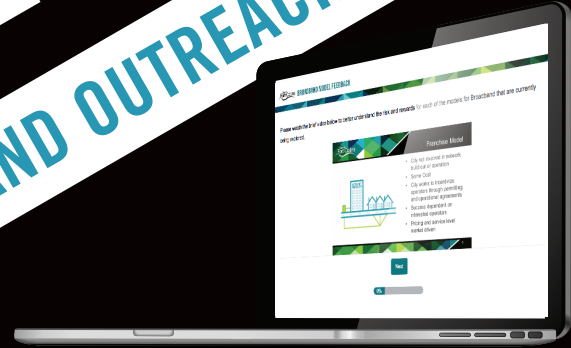 ND OUTREACH
BROADBAND MODEL FEEDBACK
Please watch the brief video below to better understand the risk and rewards for each of the models for Broadband that are currently
being explored.
Franchise Model
• City not involved in network
build out or operation
• Some Cost
• City works to incentivize
operators through permitting
and operational agreements
• Success dependent on
interested operators
• Pricing and service level
market driven
Next
0%